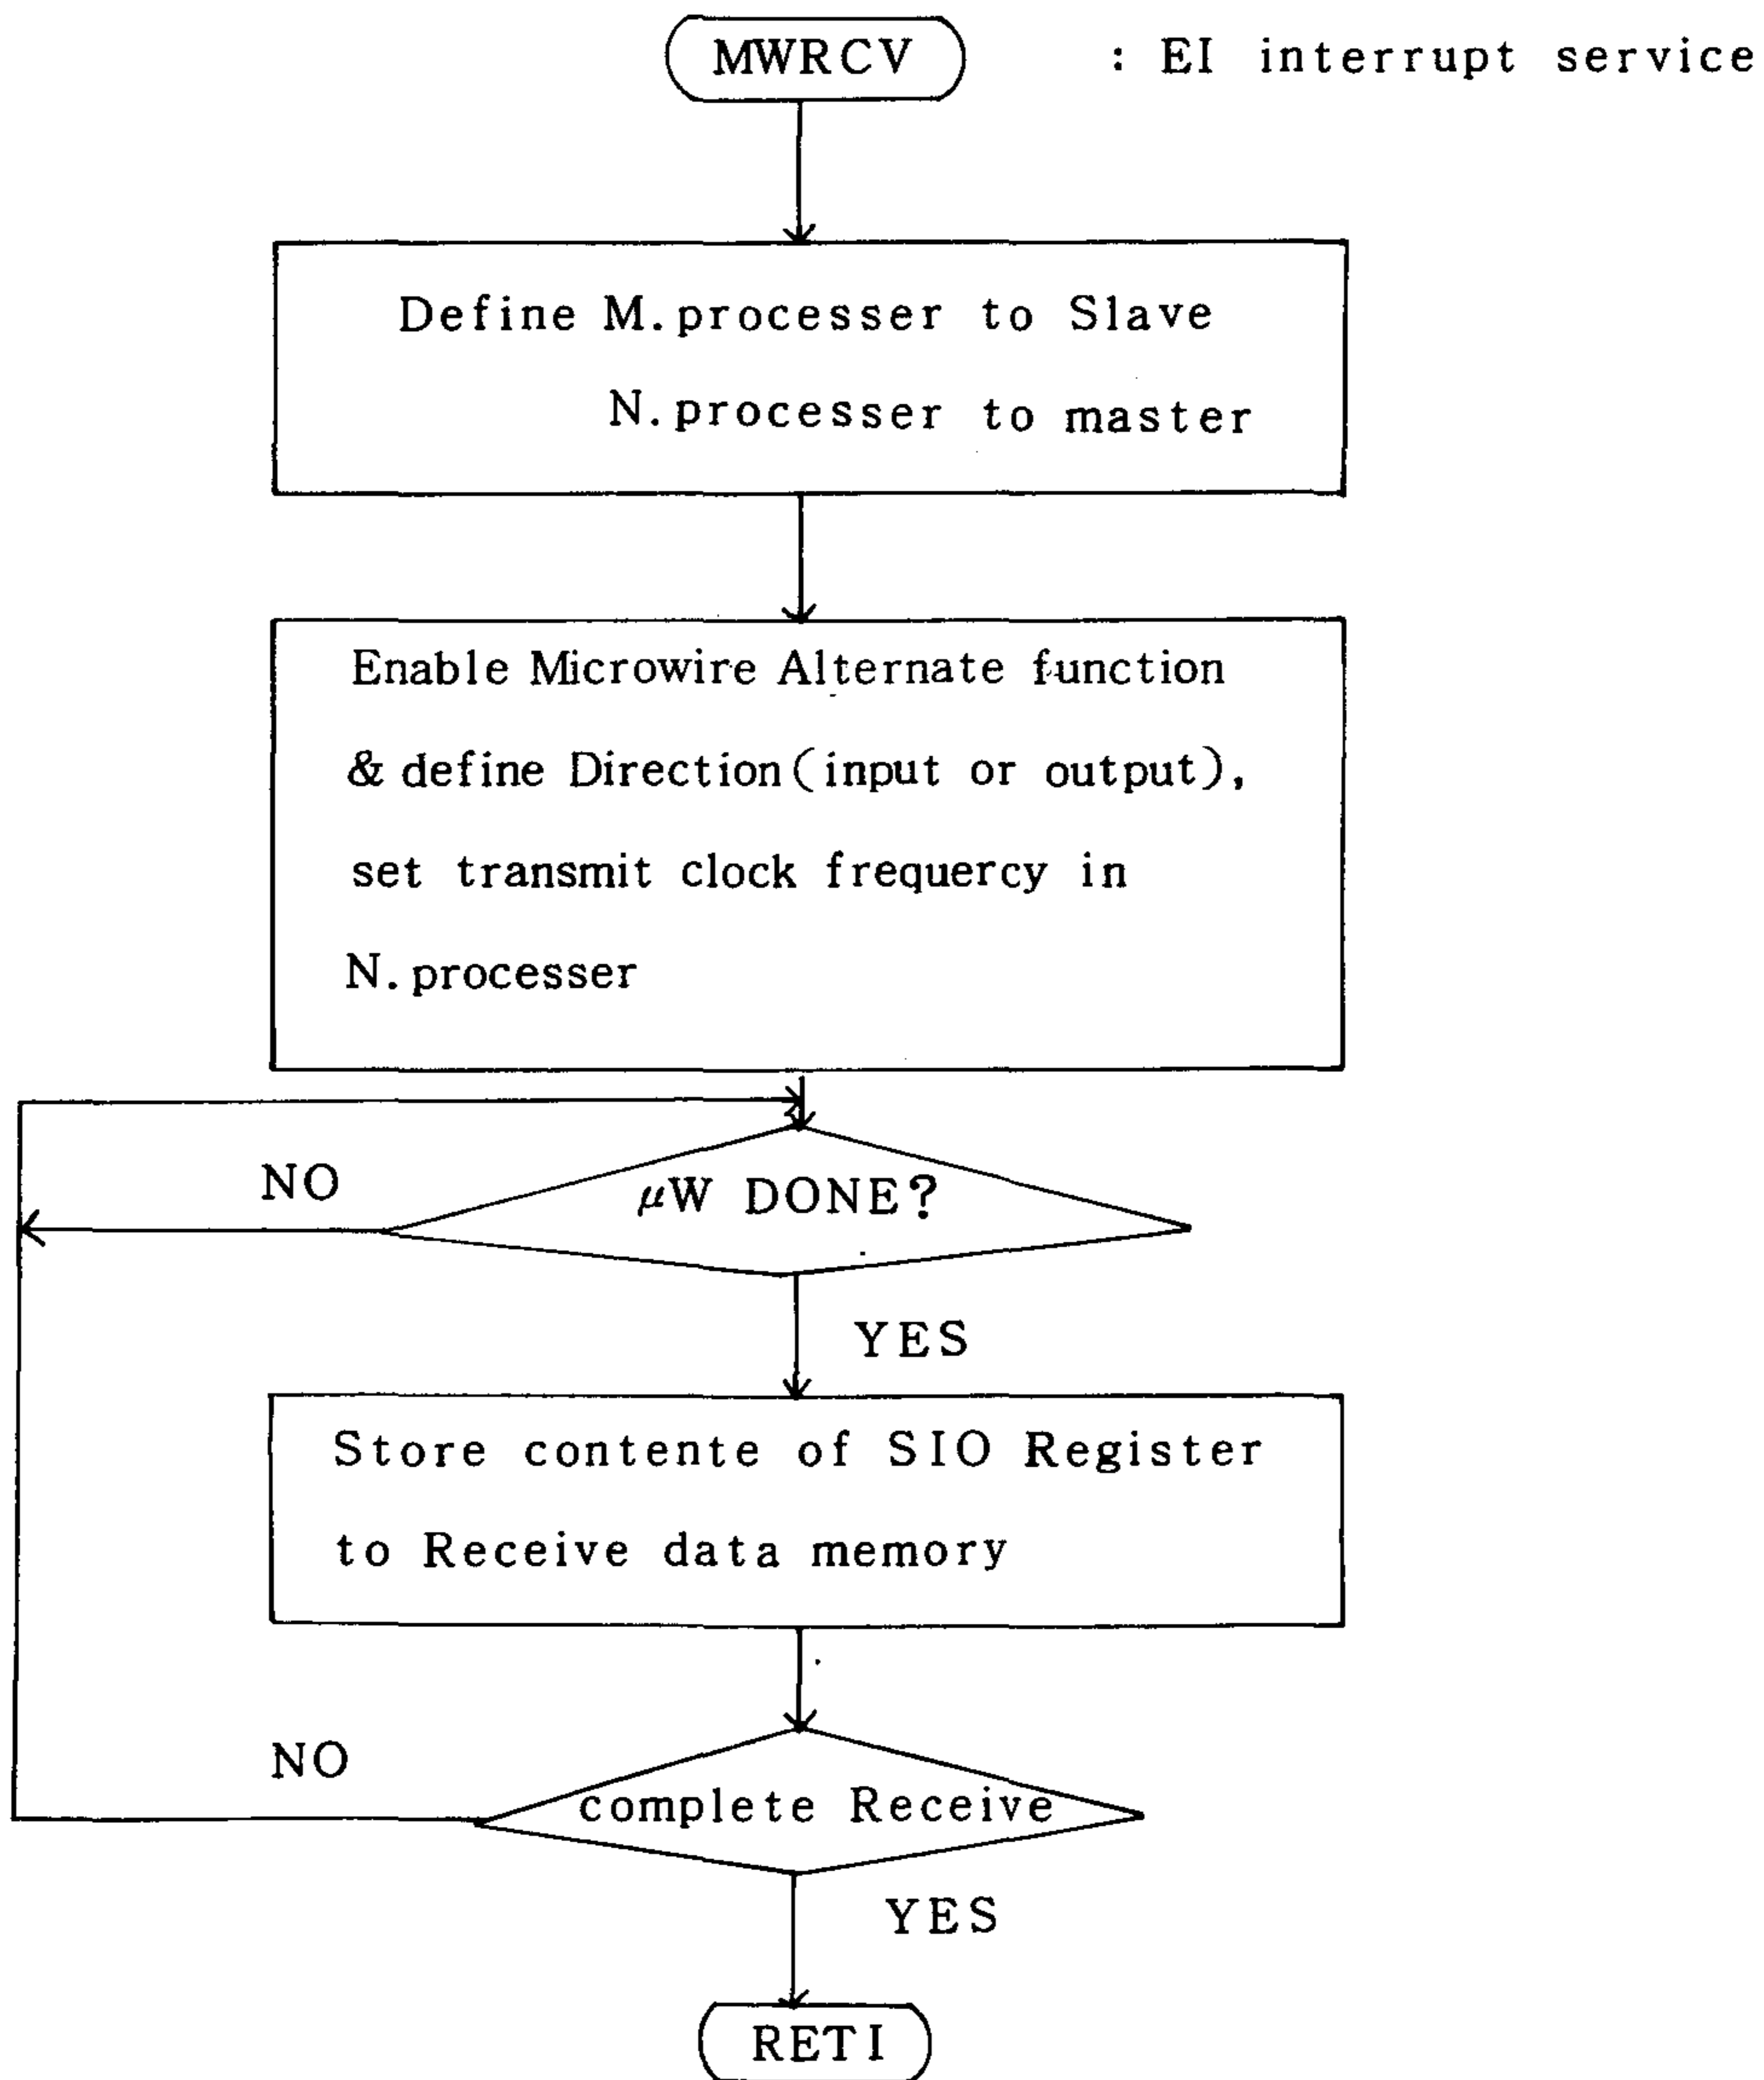 MWRCV : EI interrupt service
Define M.processer to Slave
N.processer to master
Enable Microwire Alternate function
& define Direction(input or output),
set transmit clock frequercy in
N.processer
NO
μW DONE?
YES
Store contente of SIO Register
to Receive data memory
NO
complete Receive
YES
RETI